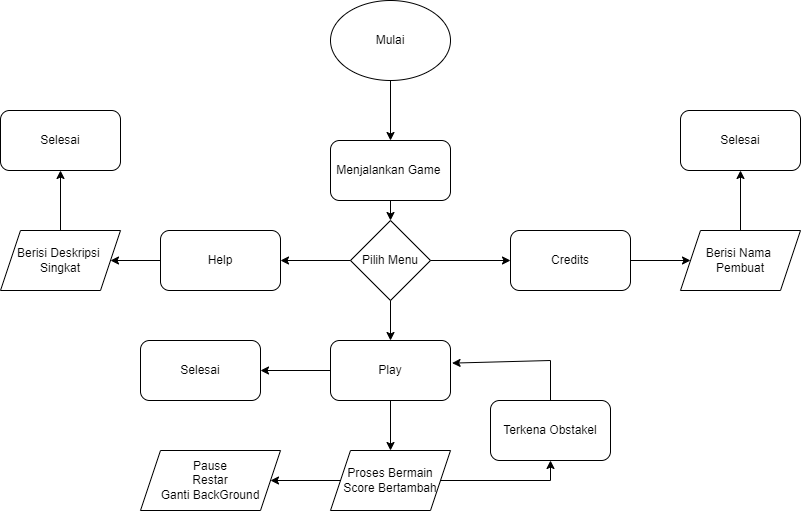 Mulai
Selesai
Selesai
Menjalankan Game
Berisi Deskripsi
Singkat
Help
Pilih Menu
Credits
Berisi Nama
Pembuat
Selesai
Play
Terkena Obstakel
Pause
Restar
Ganti BackGround
Proses Bermain
Score Bertambah